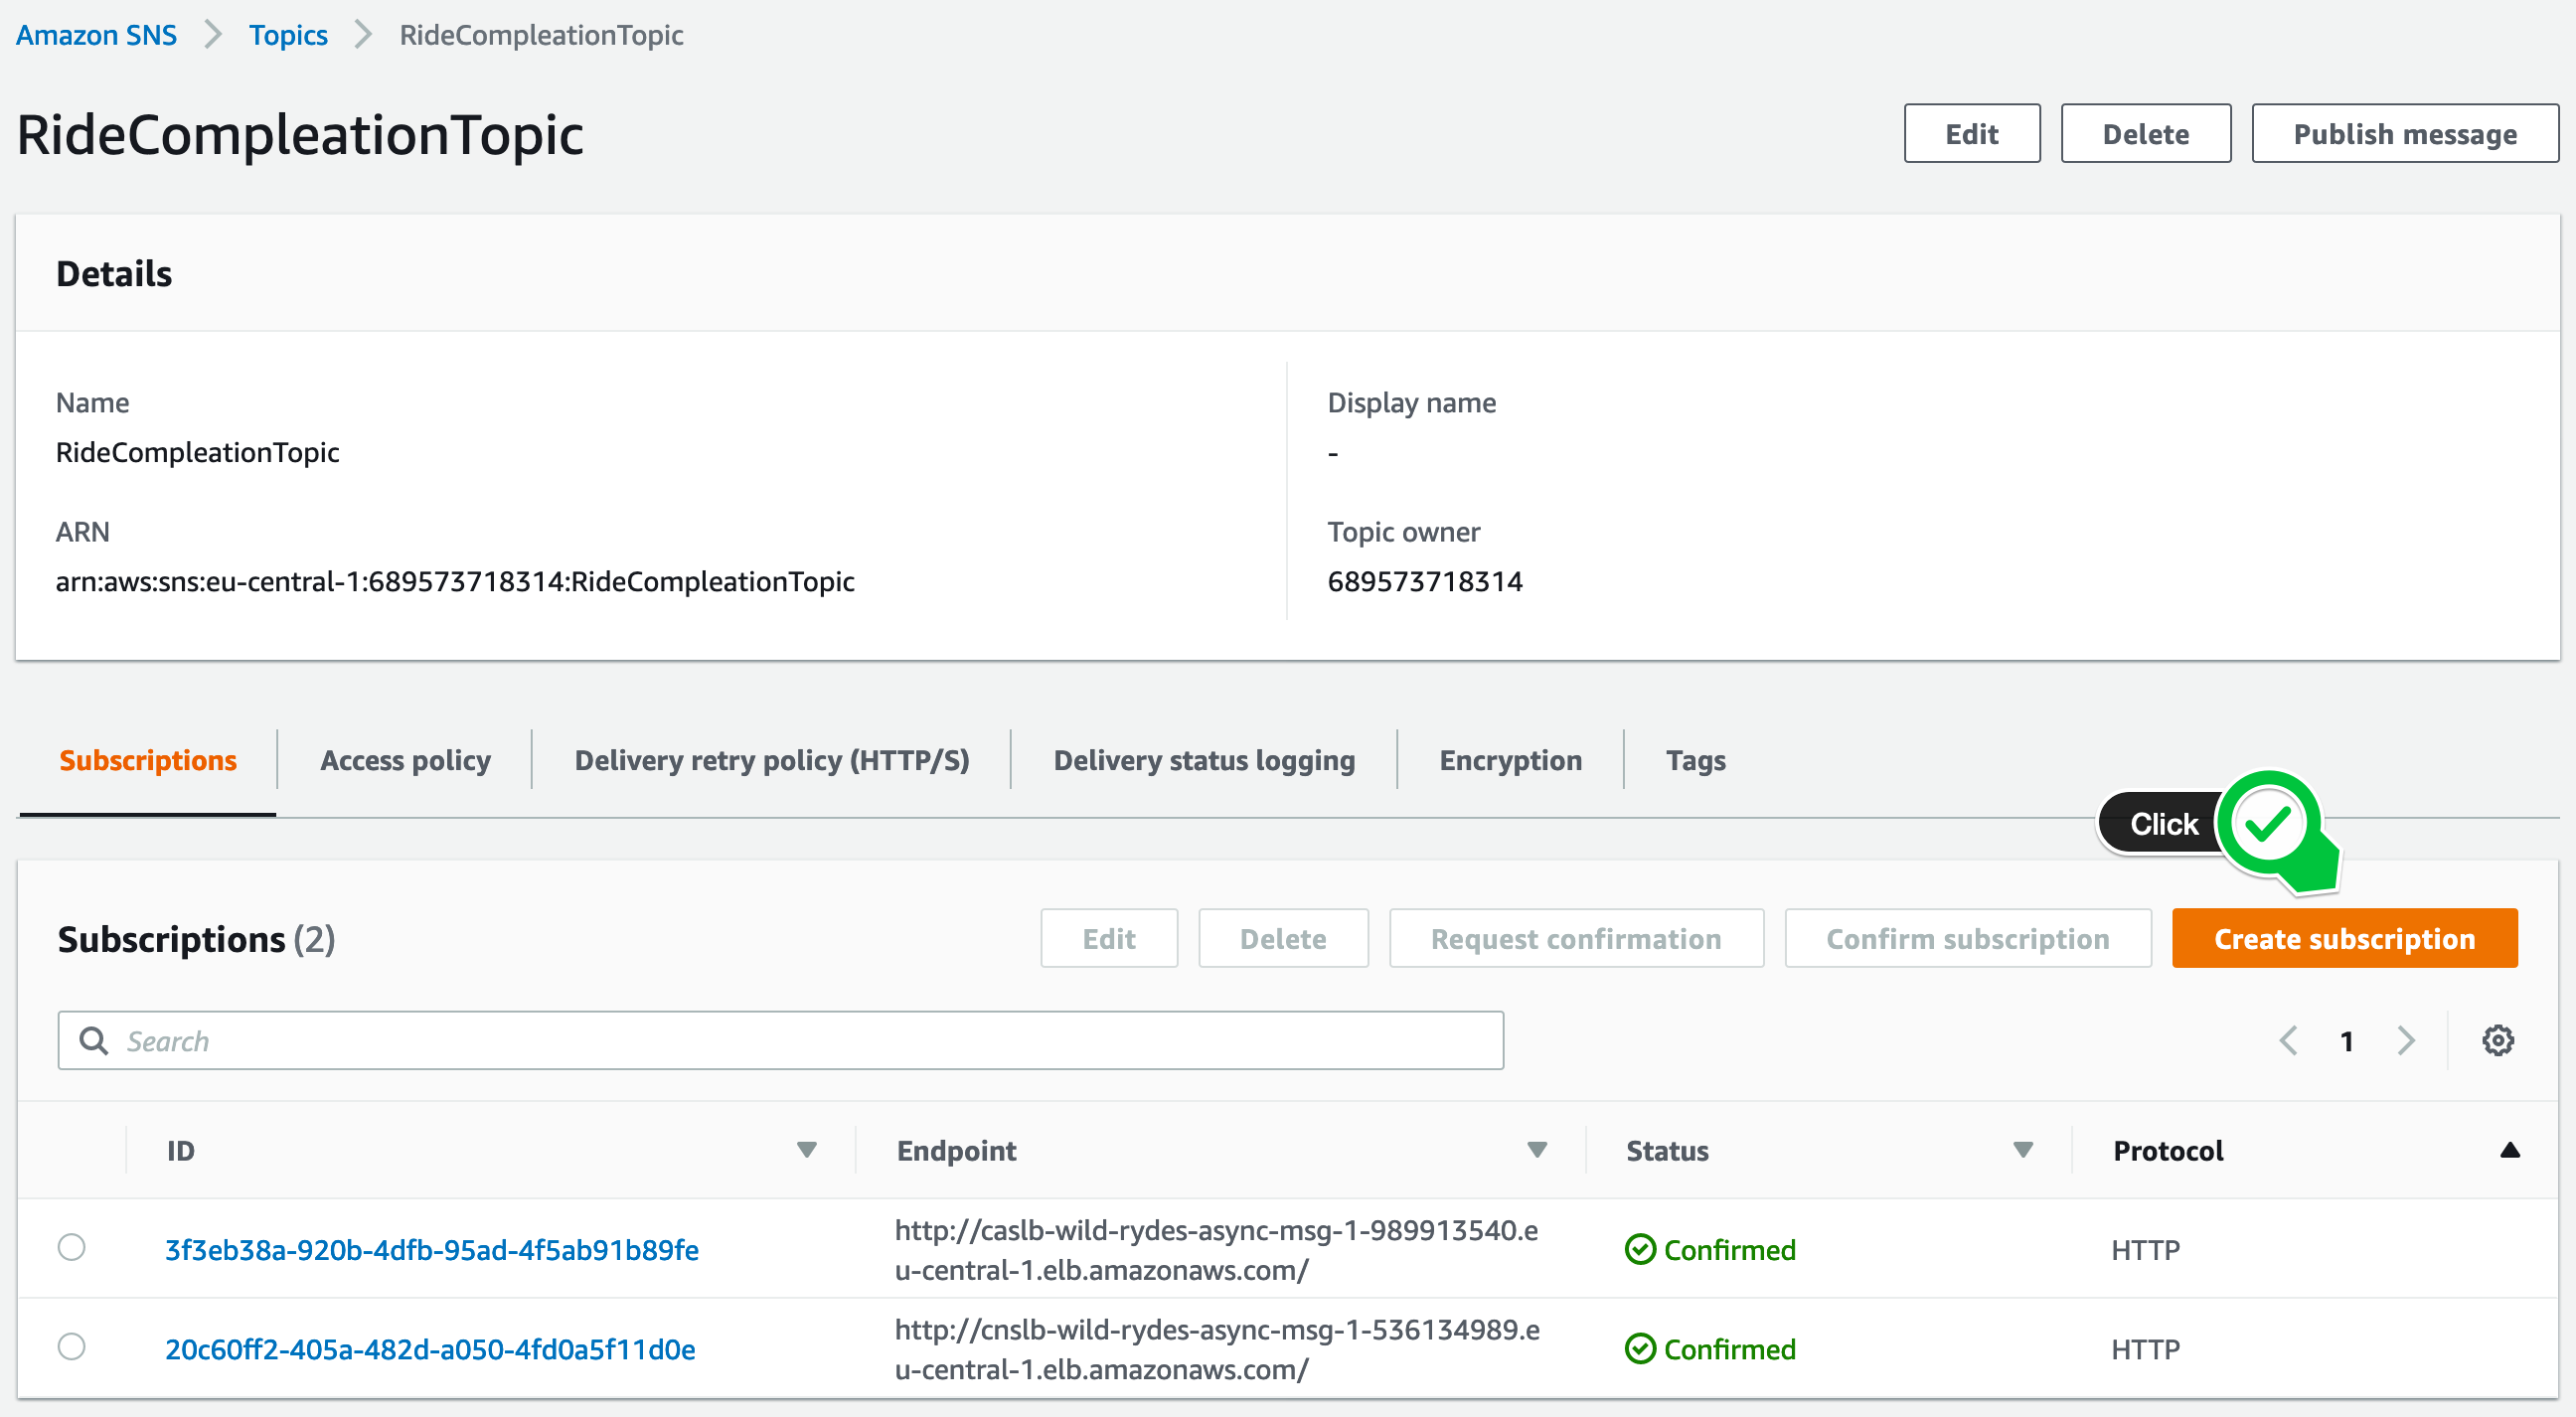 Amazon SNS > Topics > RideCompleationTopic
RideCompleationTopic
Edit
Delete
Publish message
Details
Name
RideCompleationTopic
Display name
-
ARN
arn:aws:sns:eu-central-1:689573718314:RideCompleationTopic
Topic owner
689573718314
Subscriptions
Access policy
Delivery retry policy (HTTP/S)
Delivery status logging
Encryption
Tags
Click
Subscriptions (2)
Edit
Delete
Request confirmation
Confirm subscription
Create subscription
Search
1
ID
Endpoint
Status
Protocol
3f3eb38a-920b-4dfb-95ad-4f5ab91b89fe
http://caslb-wild-rydes-async-msg-1-989913540.e
u-central-1.elb.amazonaws.com/
Confirmed
HTTP
20c60ff2-405a-482d-a050-4fd0a5f11d0e
http://cnslb-wild-rydes-async-msg-1-536134989.e
u-central-1.elb.amazonaws.com/
Confirmed
HTTP